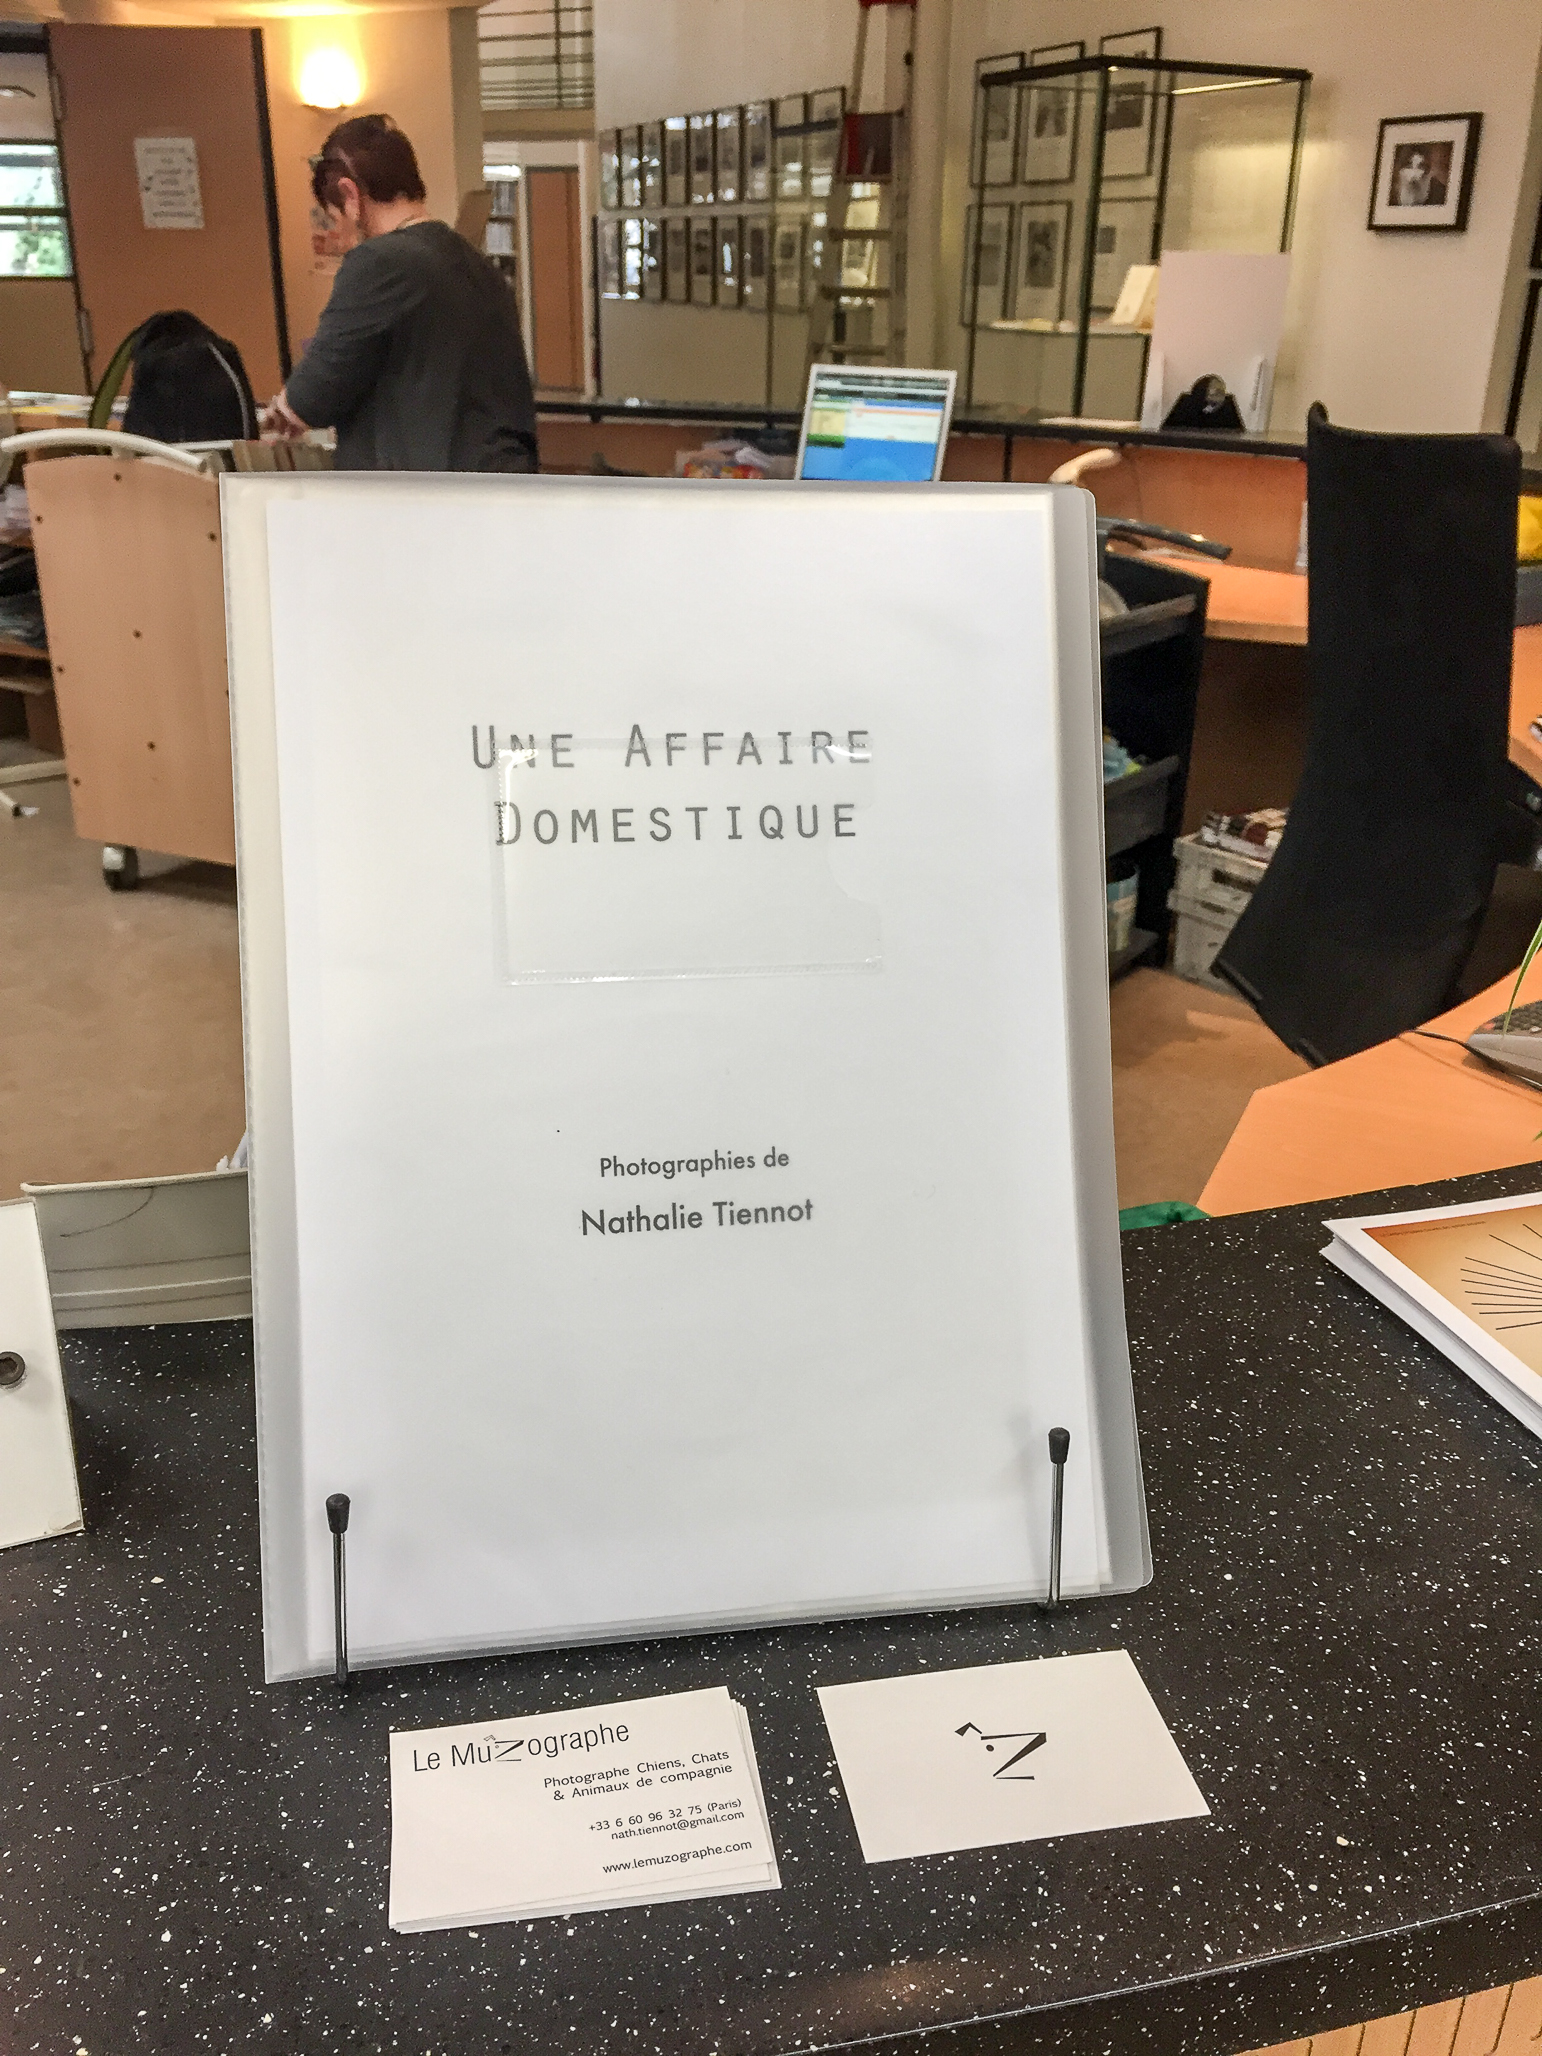 UNE AFFAIRE
DOMESTIQUE
Photographies de
Nathalie Tiennot
Le MuZographe
Photographe Chiens, Chats
& Animaux de compagnie
+33 6 60 96 32 75 (Paris)
nath.tiennot@gmail.com
www.lemuzographe.com